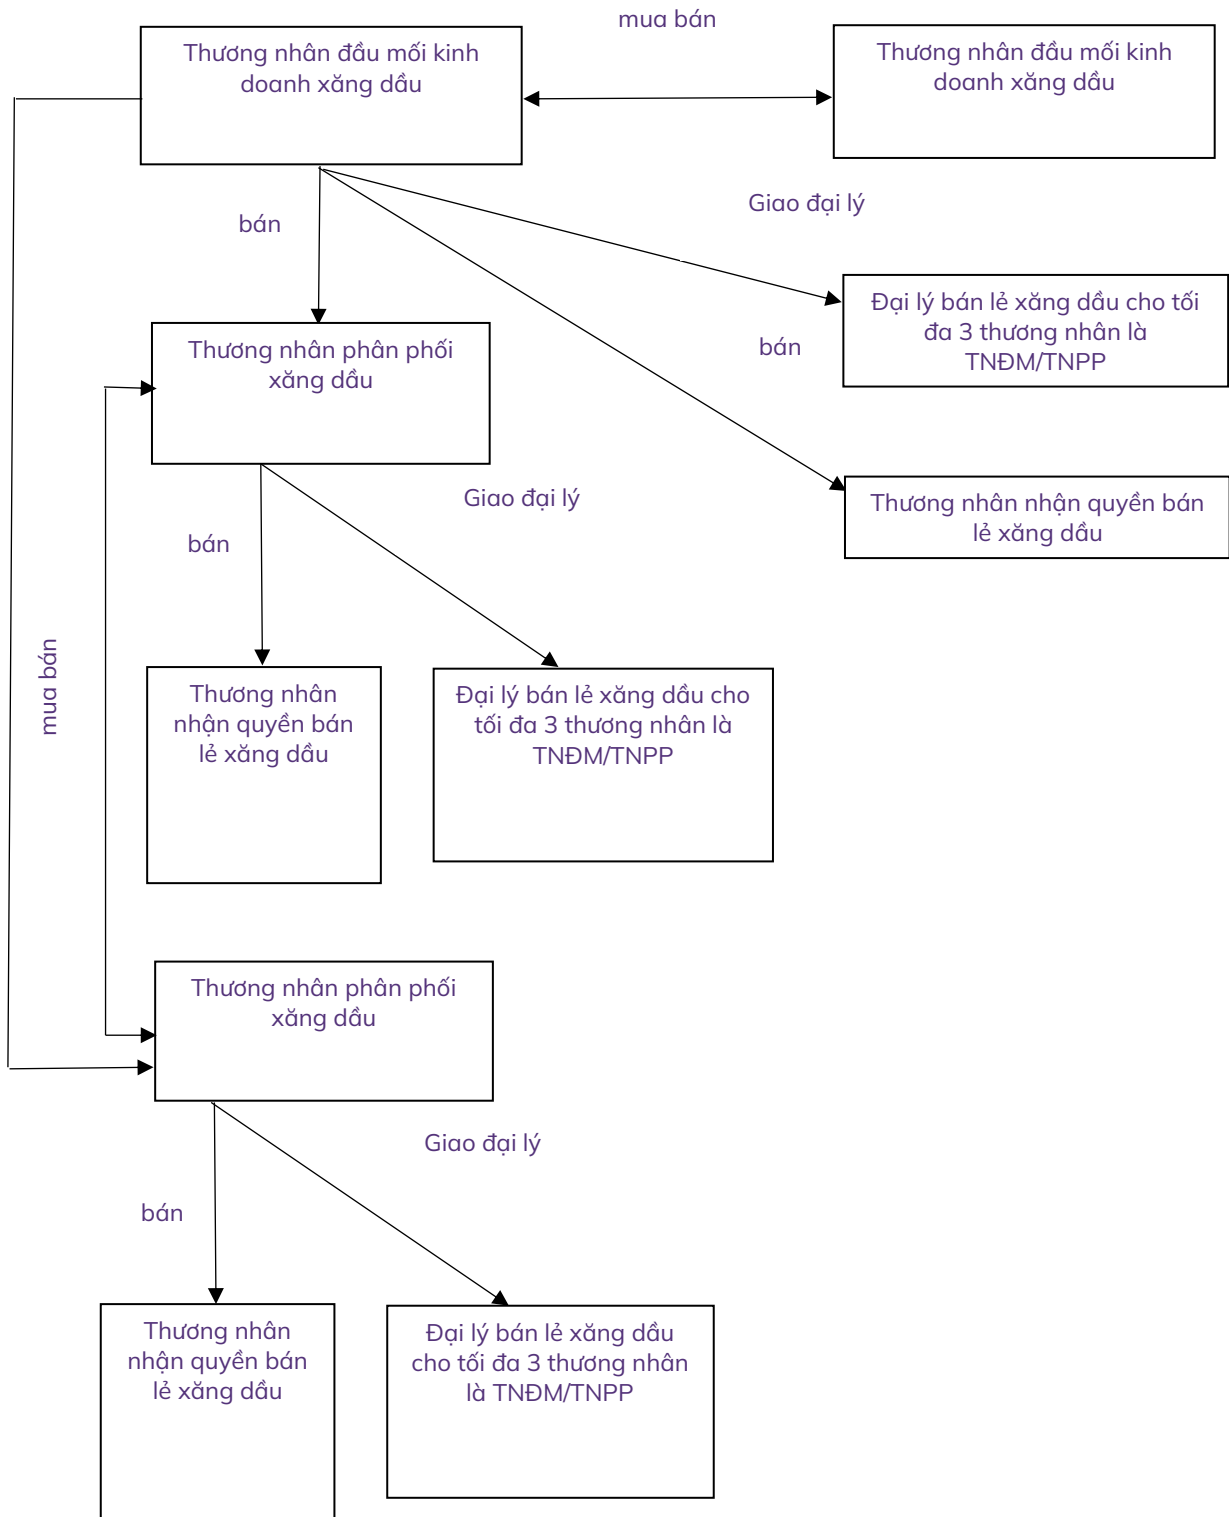 mua bán
Thương nhân đầu mối kinh
doanh xăng dầu
Thương nhân đầu mối kinh
doanh xăng dầu
Giao đại lý
bán
Đại lý bán lẻ xăng dầu cho tối
đa 3 thương nhân là
TNĐM/TNPP
bán
Thương nhân phân phối
xăng dầu
Giao đại lý
Thương nhân nhận quyền bán
lẻ xăng dầu
bán
mua bán
Thương nhân
nhận quyền bán
lẻ xăng dầu
Đại lý bán lẻ xăng dầu cho
tối đa 3 thương nhân là
TNĐM/TNPP
Thương nhân phân phối
xăng dầu
Giao đại lý
bán
Thương nhân
nhận quyền bán
lẻ xăng dầu
Đại lý bán lẻ xăng dầu
cho tối đa 3 thương nhân
là TNĐM/TNPP